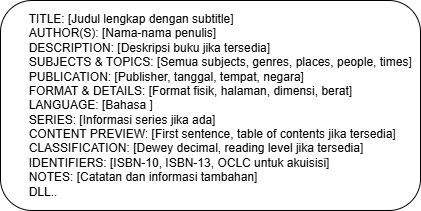 TITLE: [Judul lengkap dengan subtitle]
AUTHOR(S): [Nama-nama penulis]
DESCRIPTION: [Deskripsi buku jika tersedia]
SUBJECTS & TOPICS: [Semua subjects, genres, places, people, times]
PUBLICATION: [Publisher, tanggal, tempat, negara]
FORMAT & DETAILS: [Format fisik, halaman, dimensi, berat]
LANGUAGE: [Bahasa ]
SERIES: [Informasi series jika ada]
CONTENT PREVIEW: [First sentence, table of contents jika tersedia]
CLASSIFICATION: [Dewey decimal, reading level jika tersedia]
IDENTIFIERS: [ISBN-10, ISBN-13, OCLC untuk akuisisi]
NOTES: [Catatan dan informasi tambahan]
DLL..